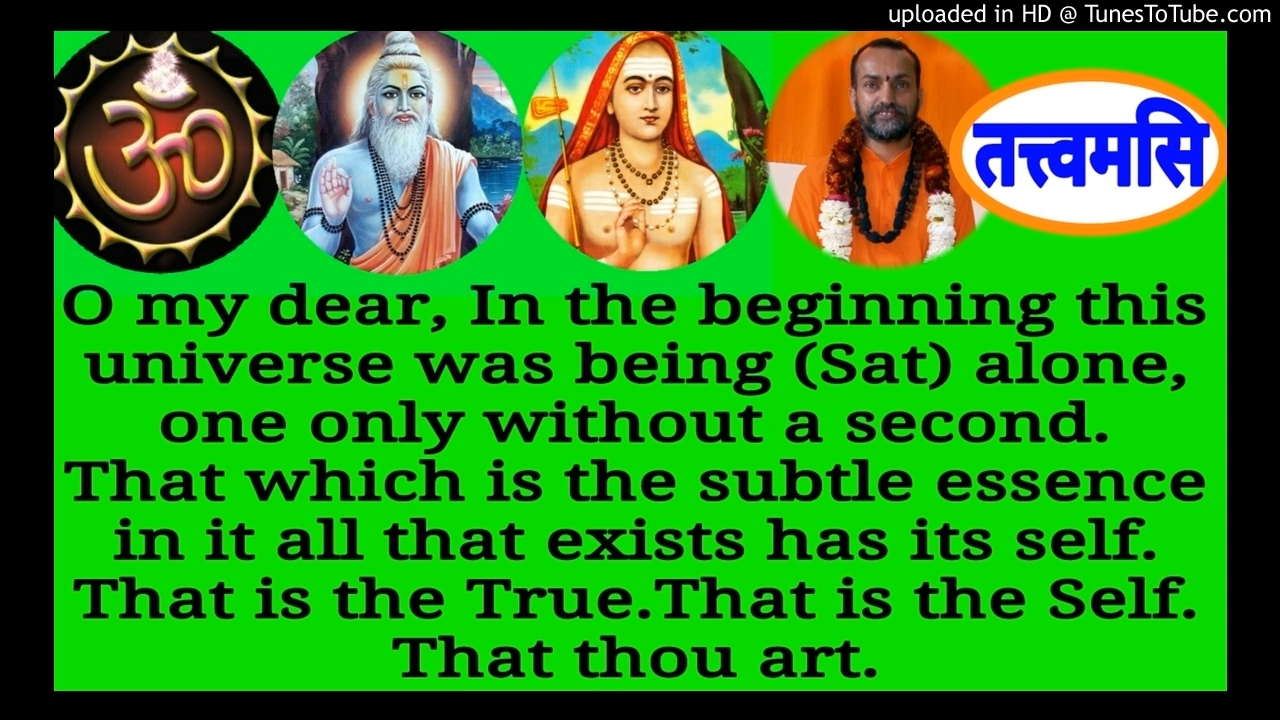 uploaded in HD @ TunesToTube.com
ॐ
तत्त्वमसि
O my dear, In the beginning this
universe was being (Sat) alone,
one only without a second.
That which is the subtle essence
in it all that exists has its self.
That is the True.That is the Self.
That thou art.